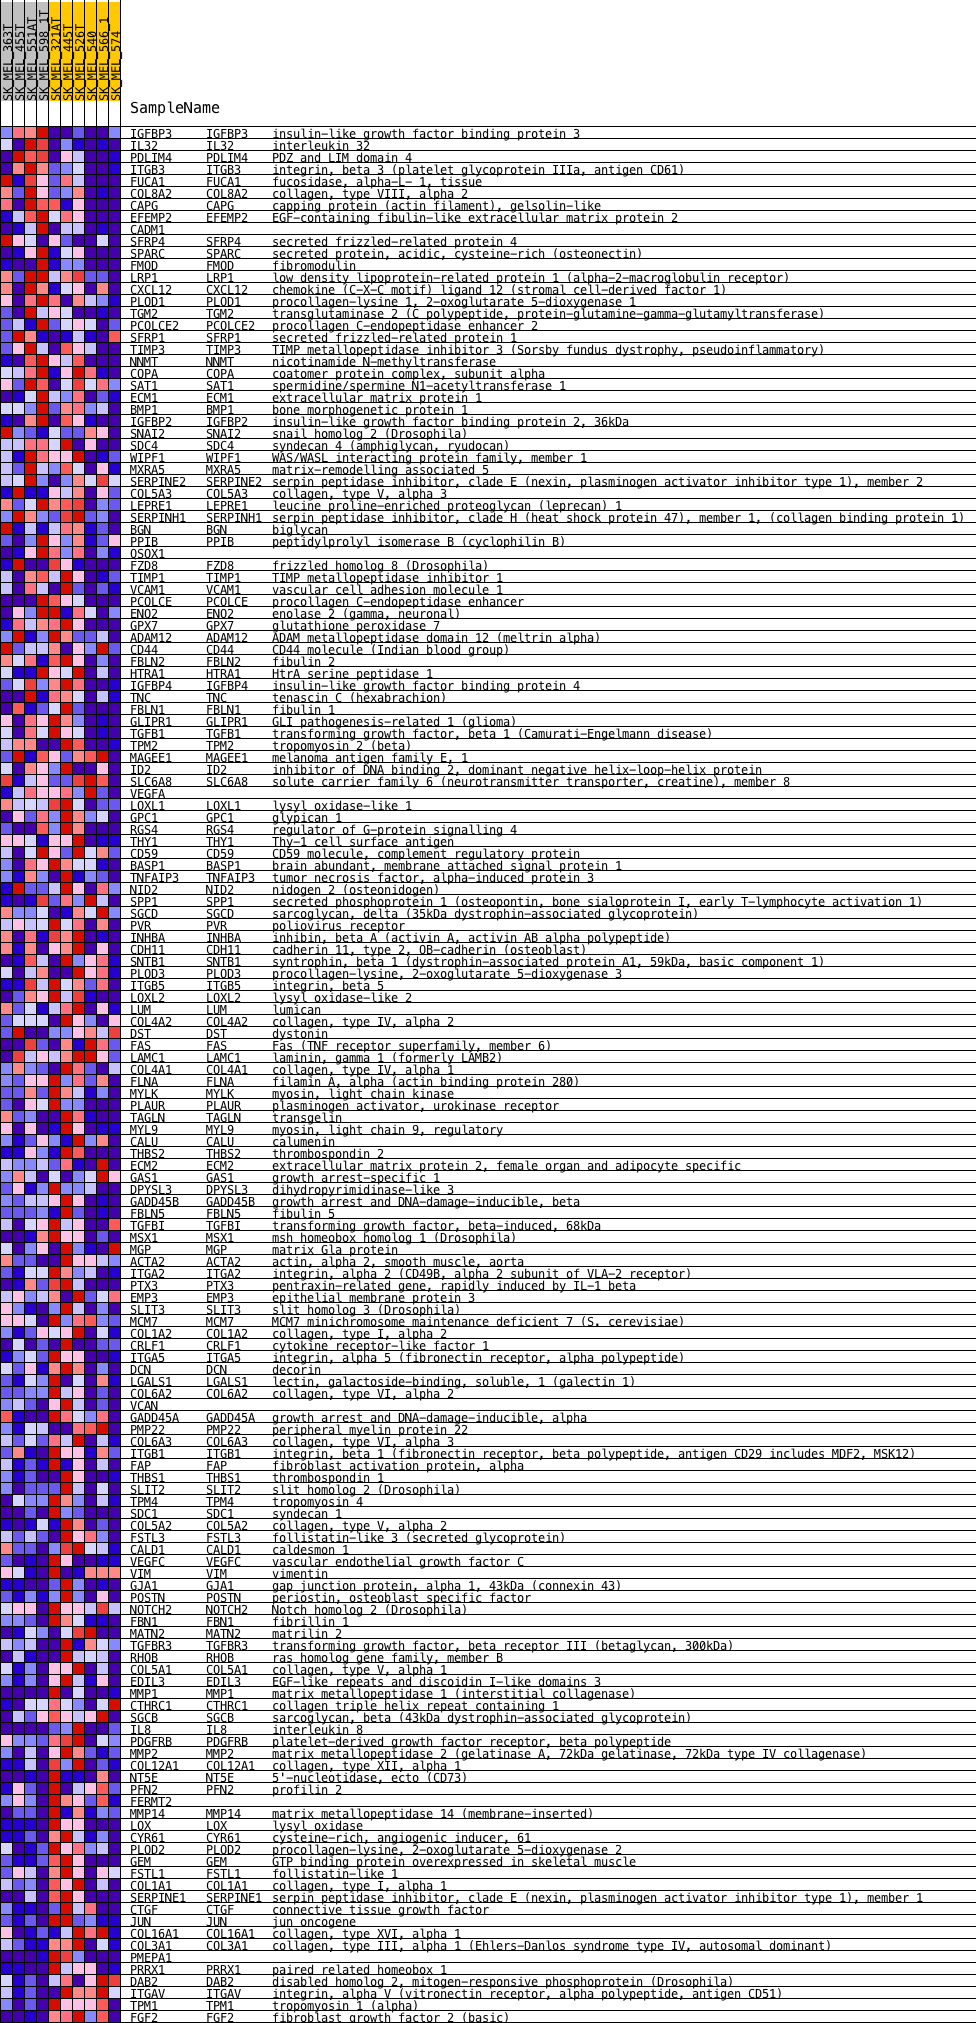 SK_MEL_363T
SK_MEL_455T
SK_MEL_551AT
SK_MEL_598_1T
SK_MEL_321AT
SK_MEL_445T
SK_MEL_526T
SK_MEL_540
SK_MEL_566_1
SK_MEL_574
SampleName
IGFBP3 IGFBP3 insulin-like growth factor binding protein 3
IL32 IL32 interleukin 32
PDLIM4 PDLIM4 PDZ and LIM domain 4
ITGB3 ITGB3 integrin, beta 3 (platelet glycoprotein IIIa, antigen CD61)
FUCA1 FUCA1 fucosidase, alpha-L- 1, tissue
COL8A2 COL8A2 collagen, type VIII, alpha 2
CAPG CAPG capping protein (actin filament), gelsolin-like
EFEMP2 EFEMP2 EGF-containing fibulin-like extracellular matrix protein 2
CADM1
SFRP4 SFRP4 secreted frizzled-related protein 4
SPARC SPARC secreted protein, acidic, cysteine-rich (osteonectin)
FMOD FMOD fibromodulin
LRP1 LRP1 low density lipoprotein-related protein 1 (alpha-2-macroglobulin receptor)
CXCL12 CXCL12 chemokine (C-X-C motif) ligand 12 (stromal cell-derived factor 1)
PLOD1 PLOD1 procollagen-lysine 1, 2-oxoglutarate 5-dioxygenase 1
TGM2 TGM2 transglutaminase 2 (C polypeptide, protein-glutamine-gamma-glutamyltransferase)
PCOLCE2 PCOLCE2 procollagen C-endopeptidase enhancer 2
SFRP1 SFRP1 secreted frizzled-related protein 1
TIMP3 TIMP3 TIMP metallopeptidase inhibitor 3 (Sorsby fundus dystrophy, pseudoinflammatory)
NNMT NNMT nicotinamide N-methyltransferase
COPA COPA coatomer protein complex, subunit alpha
SAT1 SAT1 spermidine/spermine N1-acetyltransferase 1
ECM1 ECM1 extracellular matrix protein 1
BMP1 BMP1 bone morphogenetic protein 1
IGFBP2 IGFBP2 insulin-like growth factor binding protein 2, 36kDa
SNAI2 SNAI2 snail homolog 2 (Drosophila)
SDC4 SDC4 syndecan 4 (amphiglycan, ryudocan)
WIPF1 WIPF1 WAS/WASL interacting protein family, member 1
MXRA5 MXRA5 matrix-remodelling associated 5
SERPINE2 SERPINE2 serpin peptidase inhibitor, clade E (nexin, plasminogen activator inhibitor type 1), member 2
COL5A3 COL5A3 collagen, type V, alpha 3
LEPRE1 LEPRE1 leucine proline-enriched proteoglycan (leprecan) 1
SERPINH1 SERPINH1 serpin peptidase inhibitor, clade H (heat shock protein 47), member 1, (collagen binding protein 1)
BGN BGN biglycan
PPIB PPIB peptidylprolyl isomerase B (cyclophilin B)
QSOX1
FZD8 FZD8 frizzled homolog 8 (Drosophila)
TIMP1 TIMP1 TIMP metallopeptidase inhibitor 1
VCAM1 VCAM1 vascular cell adhesion molecule 1
PCOLCE PCOLCE procollagen C-endopeptidase enhancer
ENO2 ENO2 enolase 2 (gamma, neuronal)
GPX7 GPX7 glutathione peroxidase 7
ADAM12 ADAM12 ADAM metallopeptidase domain 12 (meltrin alpha)
CD44 CD44 CD44 molecule (Indian blood group)
FBLN2 FBLN2 fibulin 2
HTRA1 HTRA1 HtrA serine peptidase 1
IGFBP4 IGFBP4 insulin-like growth factor binding protein 4
TNC TNC tenascin C (hexabrachion)
FBLN1 FBLN1 fibulin 1
GLIPR1 GLIPR1 GLI pathogenesis-related 1 (glioma)
TGFB1 TGFB1 transforming growth factor, beta 1 (Camurati-Engelmann disease)
TPM2 TPM2 tropomyosin 2 (beta)
MAGEE1 MAGEE1 melanoma antigen family E, 1
ID2 ID2 inhibitor of DNA binding 2, dominant negative helix-loop-helix protein
SLC6A8 SLC6A8 solute carrier family 6 (neurotransmitter transporter, creatine), member 8
VEGFA
LOXL1 LOXL1 lysyl oxidase-like 1
GPC1 GPC1 glypican 1
RGS4 RGS4 regulator of G-protein signalling 4
THY1 THY1 Thy-1 cell surface antigen
CD59 CD59 CD59 molecule, complement regulatory protein
BASP1 BASP1 brain abundant, membrane attached signal protein 1
TNFAIP3 TNFAIP3 tumor necrosis factor, alpha-induced protein 3
NID2 NID2 nidogen 2 (osteonidogen)
SPP1 SPP1 secreted phosphoprotein 1 (osteopontin, bone sialoprotein I, early T-lymphocyte activation 1)
SGCD SGCD sarcoglycan, delta (35kDa dystrophin-associated glycoprotein)
PVR PVR poliovirus receptor
INHBA INHBA inhibin, beta A (activin A, activin AB alpha polypeptide)
CDH11 CDH11 cadherin 11, type 2, OB-cadherin (osteoblast)
SNTB1 SNTB1 syntrophin, beta 1 (dystrophin-associated protein A1, 59kDa, basic component 1)
PLOD3 PLOD3 procollagen-lysine, 2-oxoglutarate 5-dioxygenase 3
ITGB5 ITGB5 integrin, beta 5
LOXL2 LOXL2 lysyl oxidase-like 2
LUM LUM lumican
COL4A2 COL4A2 collagen, type IV, alpha 2
DST DST dystonin
FAS FAS Fas (TNF receptor superfamily, member 6)
LAMC1 LAMC1 laminin, gamma 1 (formerly LAMB2)
COL4A1 COL4A1 collagen, type IV, alpha 1
FLNA FLNA filamin A, alpha (actin binding protein 280)
MYLK MYLK myosin, light chain kinase
PLAUR PLAUR plasminogen activator, urokinase receptor
TAGLN TAGLN transgelin
MYL9 MYL9 myosin, light chain 9, regulatory
CALU CALU calumenin
THBS2 THBS2 thrombospondin 2
ECM2 ECM2 extracellular matrix protein 2, female organ and adipocyte specific
GAS1 GAS1 growth arrest-specific 1
DPYSL3 DPYSL3 dihydropyrimidinase-like 3
GADD45B GADD45B growth arrest and DNA-damage-inducible, beta
FBLN5 FBLN5 fibulin 5
TGFBI TGFBI transforming growth factor, beta-induced, 68kDa
MSX1 MSX1 msh homeobox homolog 1 (Drosophila)
MGP MGP matrix Gla protein
ACTA2 ACTA2 actin, alpha 2, smooth muscle, aorta
ITGA2 ITGA2 integrin, alpha 2 (CD49B, alpha 2 subunit of VLA-2 receptor)
PTX3 PTX3 pentraxin-related gene, rapidly induced by IL-1 beta
EMP3 EMP3 epithelial membrane protein 3
SLIT3 SLIT3 slit homolog 3 (Drosophila)
MCM7 MCM7 MCM7 minichromosome maintenance deficient 7 (S. cerevisiae)
COL1A2 COL1A2 collagen, type I, alpha 2
CRLF1 CRLF1 cytokine receptor-like factor 1
ITGA5 ITGA5 integrin, alpha 5 (fibronectin receptor, alpha polypeptide)
DCN DCN decorin
LGALS1 LGALS1 lectin, galactoside-binding, soluble, 1 (galectin 1)
COL6A2 COL6A2 collagen, type VI, alpha 2
VCAN
GADD45A GADD45A growth arrest and DNA-damage-inducible, alpha
PMP22 PMP22 peripheral myelin protein 22
COL6A3 COL6A3 collagen, type VI, alpha 3
ITGB1 ITGB1 integrin, beta 1 (fibronectin receptor, beta polypeptide, antigen CD29 includes MDF2, MSK12)
FAP FAP fibroblast activation protein, alpha
THBS1 THBS1 thrombospondin 1
SLIT2 SLIT2 slit homolog 2 (Drosophila)
TPM4 TPM4 tropomyosin 4
SDC1 SDC1 syndecan 1
COL5A2 COL5A2 collagen, type V, alpha 2
FSTL3 FSTL3 follistatin-like 3 (secreted glycoprotein)
CALD1 CALD1 caldesmon 1
VEGFC VEGFC vascular endothelial growth factor C
VIM VIM vimentin
GJA1 GJA1 gap junction protein, alpha 1, 43kDa (connexin 43)
POSTN POSTN periostin, osteoblast specific factor
NOTCH2 NOTCH2 Notch homolog 2 (Drosophila)
FBN1 FBN1 fibrillin 1
MATN2 MATN2 matrilin 2
TGFBR3 TGFBR3 transforming growth factor, beta receptor III (betaglycan, 300kDa)
RHOB RHOB ras homolog gene family, member B
COL5A1 COL5A1 collagen, type V, alpha 1
EDIL3 EDIL3 EGF-like repeats and discoidin I-like domains 3
MMP1 MMP1 matrix metallopeptidase 1 (interstitial collagenase)
CTHRC1 CTHRC1 collagen triple helix repeat containing 1
SGCB SGCB sarcoglycan, beta (43kDa dystrophin-associated glycoprotein)
IL8 IL8 interleukin 8
PDGFRB PDGFRB platelet-derived growth factor receptor, beta polypeptide
MMP2 MMP2 matrix metallopeptidase 2 (gelatinase A, 72kDa gelatinase, 72kDa type IV collagenase)
COL12A1 COL12A1 collagen, type XII, alpha 1
NT5E NT5E 5'-nucleotidase, ecto (CD73)
PFN2 PFN2 profilin 2
FERMT2
MMP14 MMP14 matrix metallopeptidase 14 (membrane-inserted)
LOX LOX lysyl oxidase
CYR61 CYR61 cysteine-rich, angiogenic inducer, 61
PLOD2 PLOD2 procollagen-lysine, 2-oxoglutarate 5-dioxygenase 2
GEM GEM GTP binding protein overexpressed in skeletal muscle
FSTL1 FSTL1 follistatin-like 1
COL1A1 COL1A1 collagen, type I, alpha 1
SERPINE1 SERPINE1 serpin peptidase inhibitor, clade E (nexin, plasminogen activator inhibitor type 1), member 1
CTGF CTGF connective tissue growth factor
JUN JUN jun oncogene
COL16A1 COL16A1 collagen, type XVI, alpha 1
COL3A1 COL3A1 collagen, type III, alpha 1 (Ehlers-Danlos syndrome type IV, autosomal dominant)
PMEPA1
PRRX1 PRRX1 paired related homeobox 1
DAB2 DAB2 disabled homolog 2, mitogen-responsive phosphoprotein (Drosophila)
ITGAV ITGAV integrin, alpha V (vitronectin receptor, alpha polypeptide, antigen CD51)
TPM1 TPM1 tropomyosin 1 (alpha)
FGF2 FGF2 fibroblast growth factor 2 (basic)